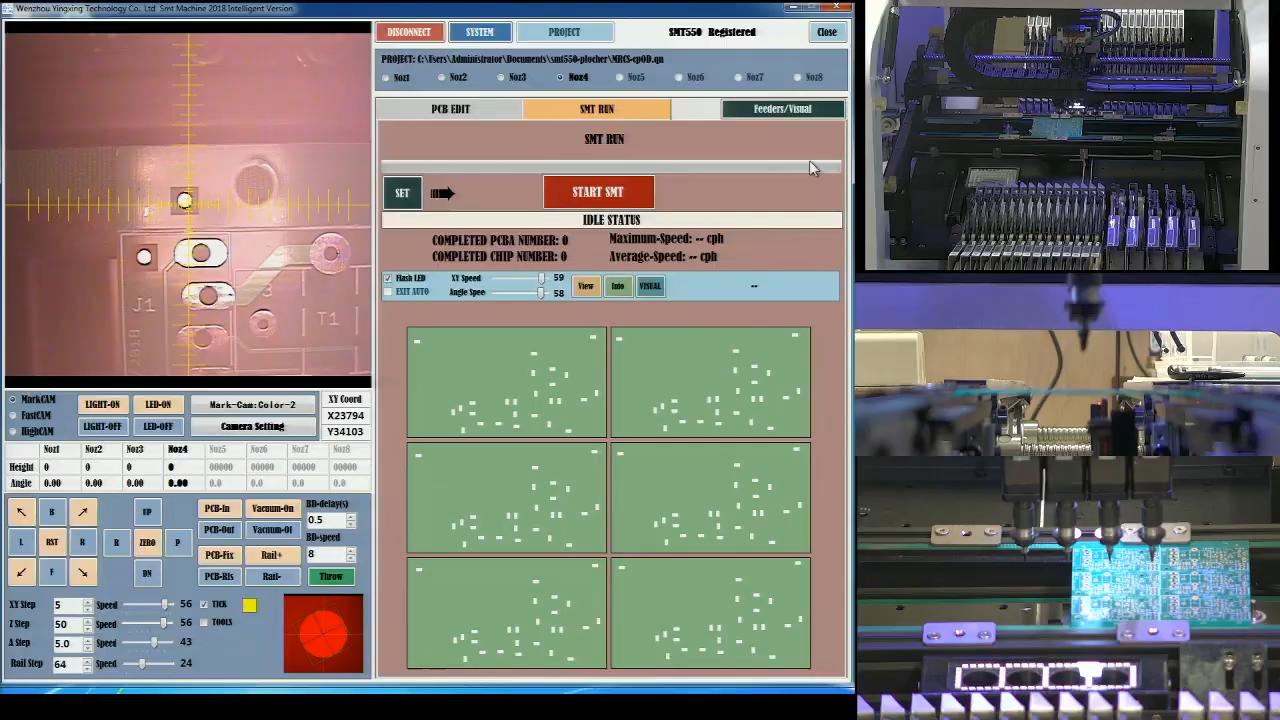 Wenzhou Yingxing Technology Co., Ltd Smt Machine 2018 Intelligent Version
DISCONNECT
SYSTEM
PROJECT
SMT550 Registered
Close
PROJECT: C:\Users\Administrator\Documents\smt550-plocher\MRCS-cpOD.qn
Noz1 Noz2 Noz3 Noz4 Noz5 Noz6 Noz7 Noz8
PCB EDIT
SMT RUN
Feeders/Visual
SMT RUN
SET
START SMT
IDLE STATUS
COMPLETED PCBA NUMBER: 0
Maximum-Speed: -- cph
COMPLETED CHIP NUMBER: 0
Average-Speed: -- cph
Flash LED XY Speed 59
EXIT AUTO Angle Spee 58
View
Into
VISUAL
--
J1
3
T1
MarkCAM
FastCAM
HighCAM
LIGHT-ON
LED-ON
Mark-Cam:Color-2
LIGHT-OFF
LED-OFF
Camera Setting
XY Coord
X23794
Y34103
Noz1 Noz2 Noz3 Noz4 Noz5 Noz6 Noz7 Noz8
Height 0 0 0 0 00000 00000 00000 00000
Angle 0.00 0.00 0.00 0.00 0.0 0.0 0.0 0.0
↖ B ↗ UP
L RST R R ZERO P
↙ F ↘ DN
PCB-In Vacuum-On
PCB-Out Vacuum-Of
PCB-Fix Rail+
PCB-Rls Rail-
BD-delay(s)
0.5
BD-speed
8
Throw
XY Step 5 Speed 56 TICK
Z Step 50 Speed 56 TOOLS
A Step 5.0 Speed 43
Rail Step 64 Speed 24